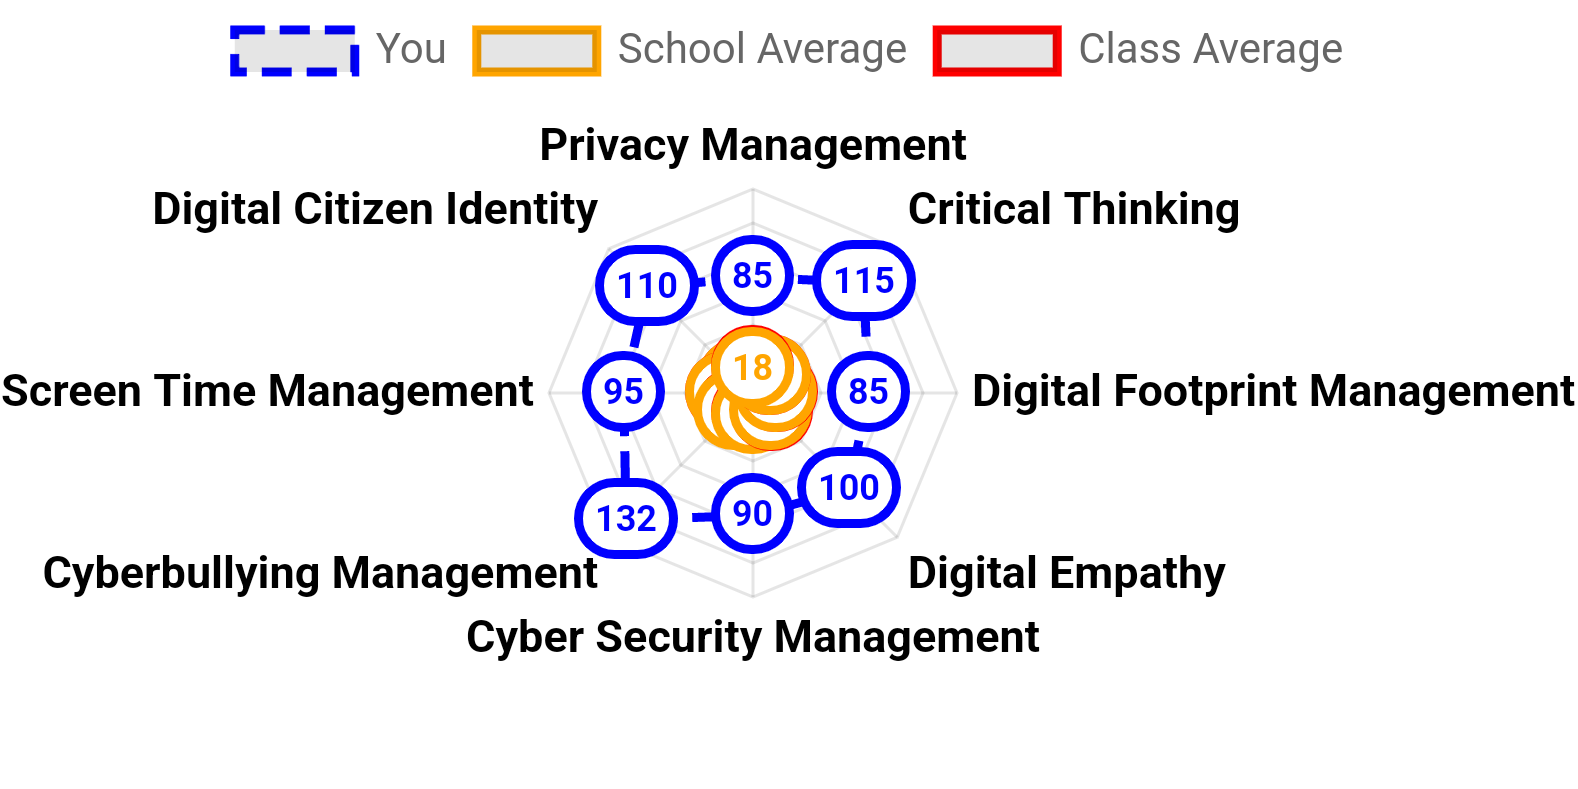 You School Average Class Average
Privacy Management
Digital Citizen Identity Critical Thinking
110 85 115
18
Screen Time Management 95 85 Digital Footprint Management
132 90 100
Cyberbullying Management Digital Empathy
Cyber Security Management